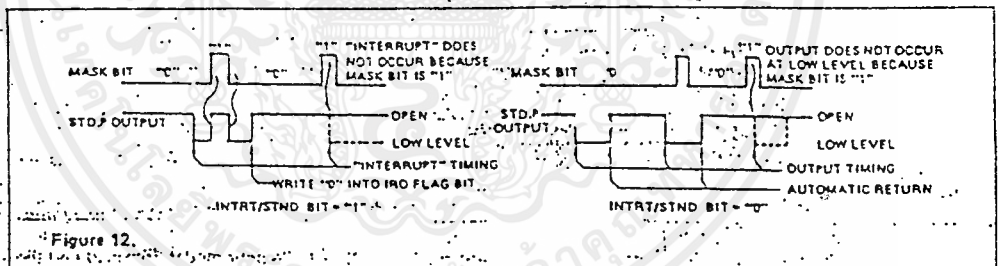 "1"
"1" "INTERRUPT" DOES
NOT OCCUR BECAUSE
MASK BIT IS "1"
MASK BIT "0" "0"
STD.P OUTPUT
OPEN
LOW LEVEL
"INTERRUPT" TIMING
WRITE "0" INTO IRQ FLAG BIT
INTRT/STND BIT = "1"
"1" OUTPUT DOES NOT OCCUR
AT LOW LEVEL BECAUSE
MASK BIT IS "1"
MASK BIT "0" "0"
STD.P
OUTPUT
OPEN
LOW LEVEL
OUTPUT TIMING
AUTOMATIC RETURN
INTRT/STND BIT = "0"
Figure 12.